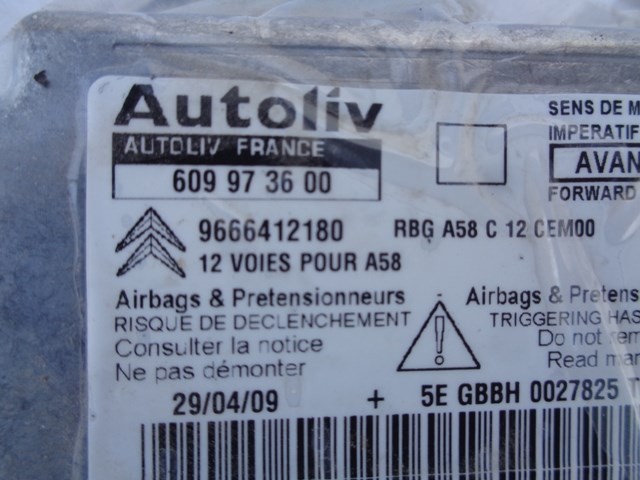 Autoliv
AUTOLIV FRANCE
609 97 36 00
SENS DE M
IMPERATIF
AVAN
FORWARD
9666412180
RBG A58 C 12 CEM00
12 VOIES POUR A58
Airbags & Pretensionneurs
RISQUE DE DECLENCHEMENT
Consulter la notice
Ne pas démonter
Airbags & Pretens
TRIGGERING HAS
Do not rem
Read man
29/04/09 + 5E GBBH 0027825